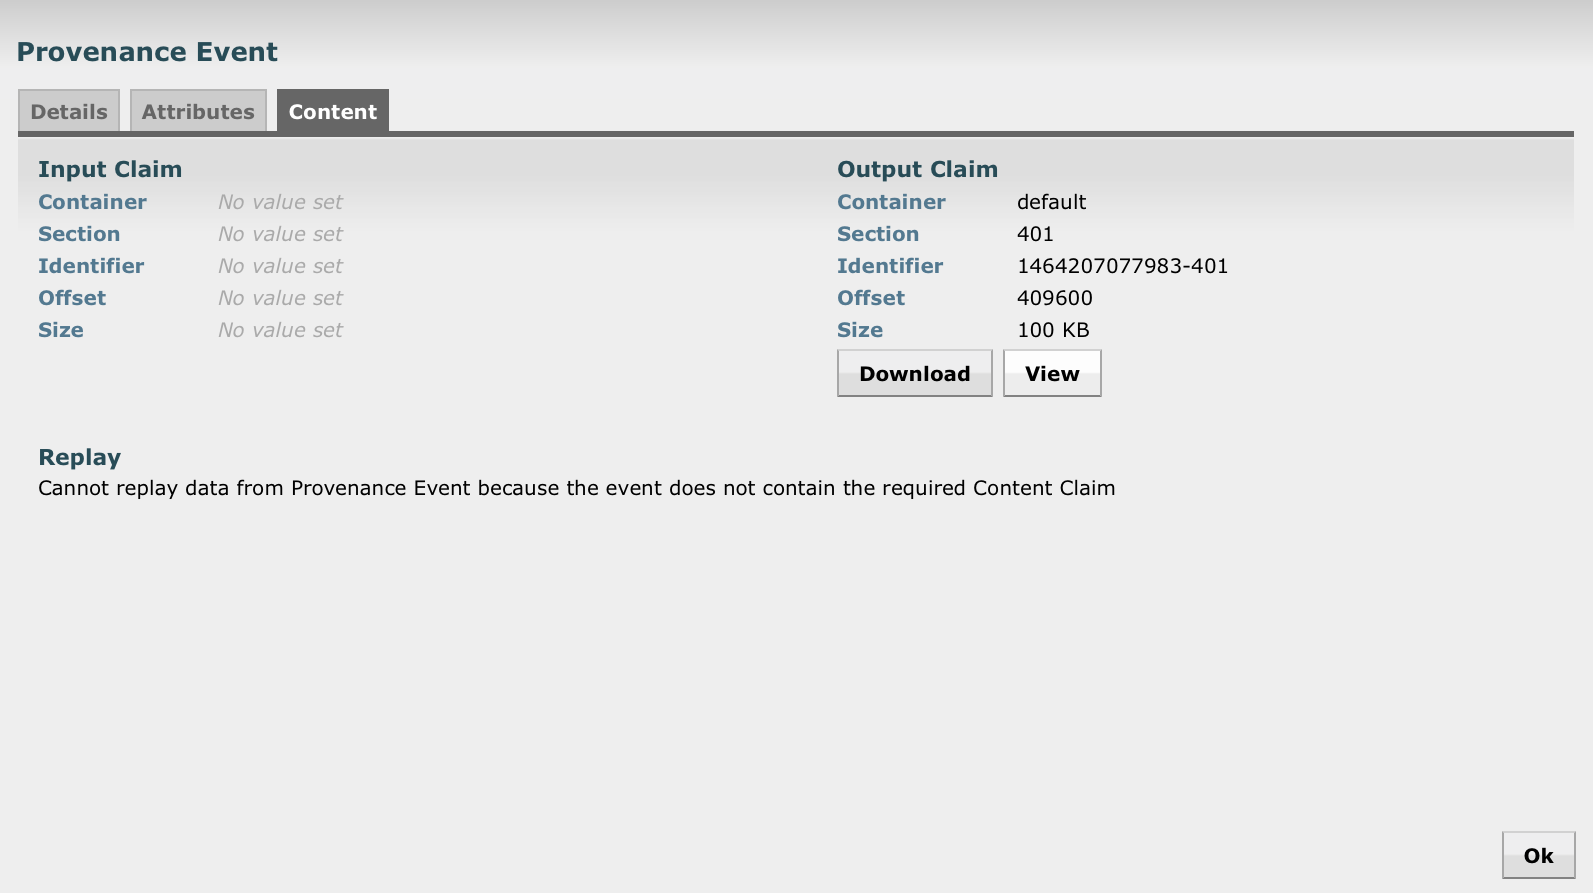 Provenance Event
Details Attributes Content
Input Claim
Container No value set
Section No value set
Identifier No value set
Offset No value set
Size No value set
Output Claim
Container default
Section 401
Identifier 1464207077983-401
Offset 409600
Size 100 KB
Download View
Replay
Cannot replay data from Provenance Event because the event does not contain the required Content Claim
Ok